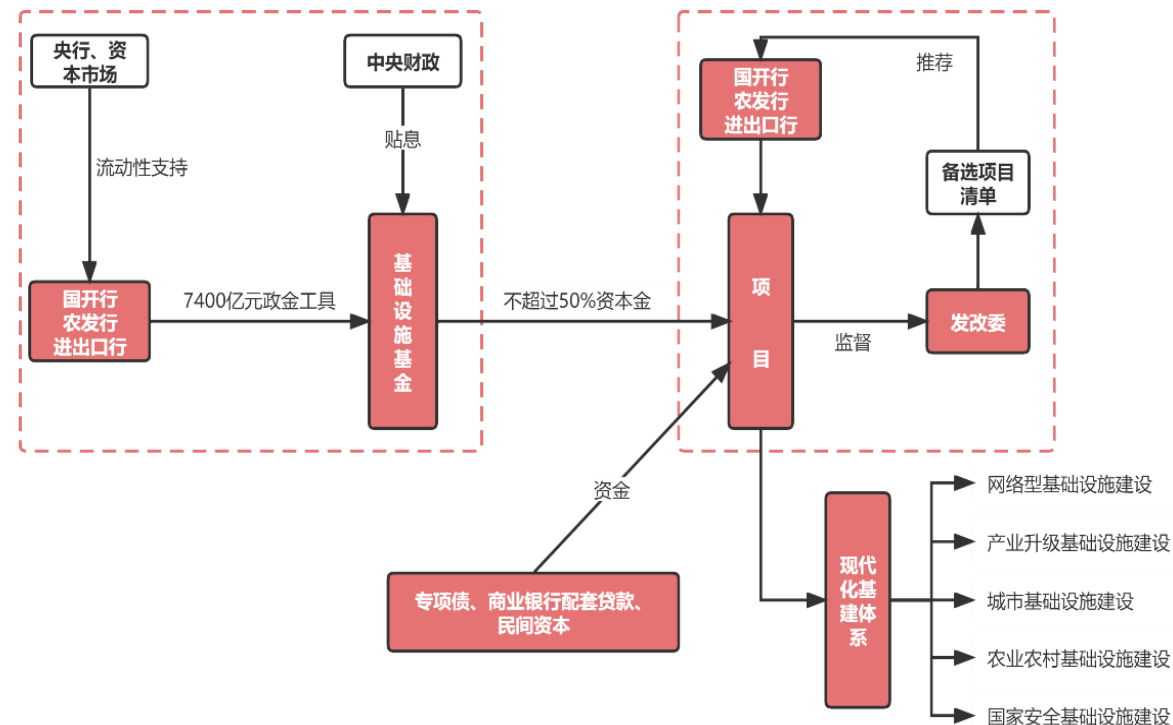 央行、资
本市场
中央财政
国开行
农发行
进出口行
推荐
贴息
流动性支持
备选项目
清单
基
础
设
施
基
金
项
目
国开行
农发行
进出口行
7400亿元政金工具
不超过50%资本金
发改委
监督
资金
专项债、商业银行配套贷款、
民间资本
现代
化基
建体
系
网络型基础设施建设
产业升级基础设施建设
城市基础设施建设
农业农村基础设施建设
国家安全基础设施建设